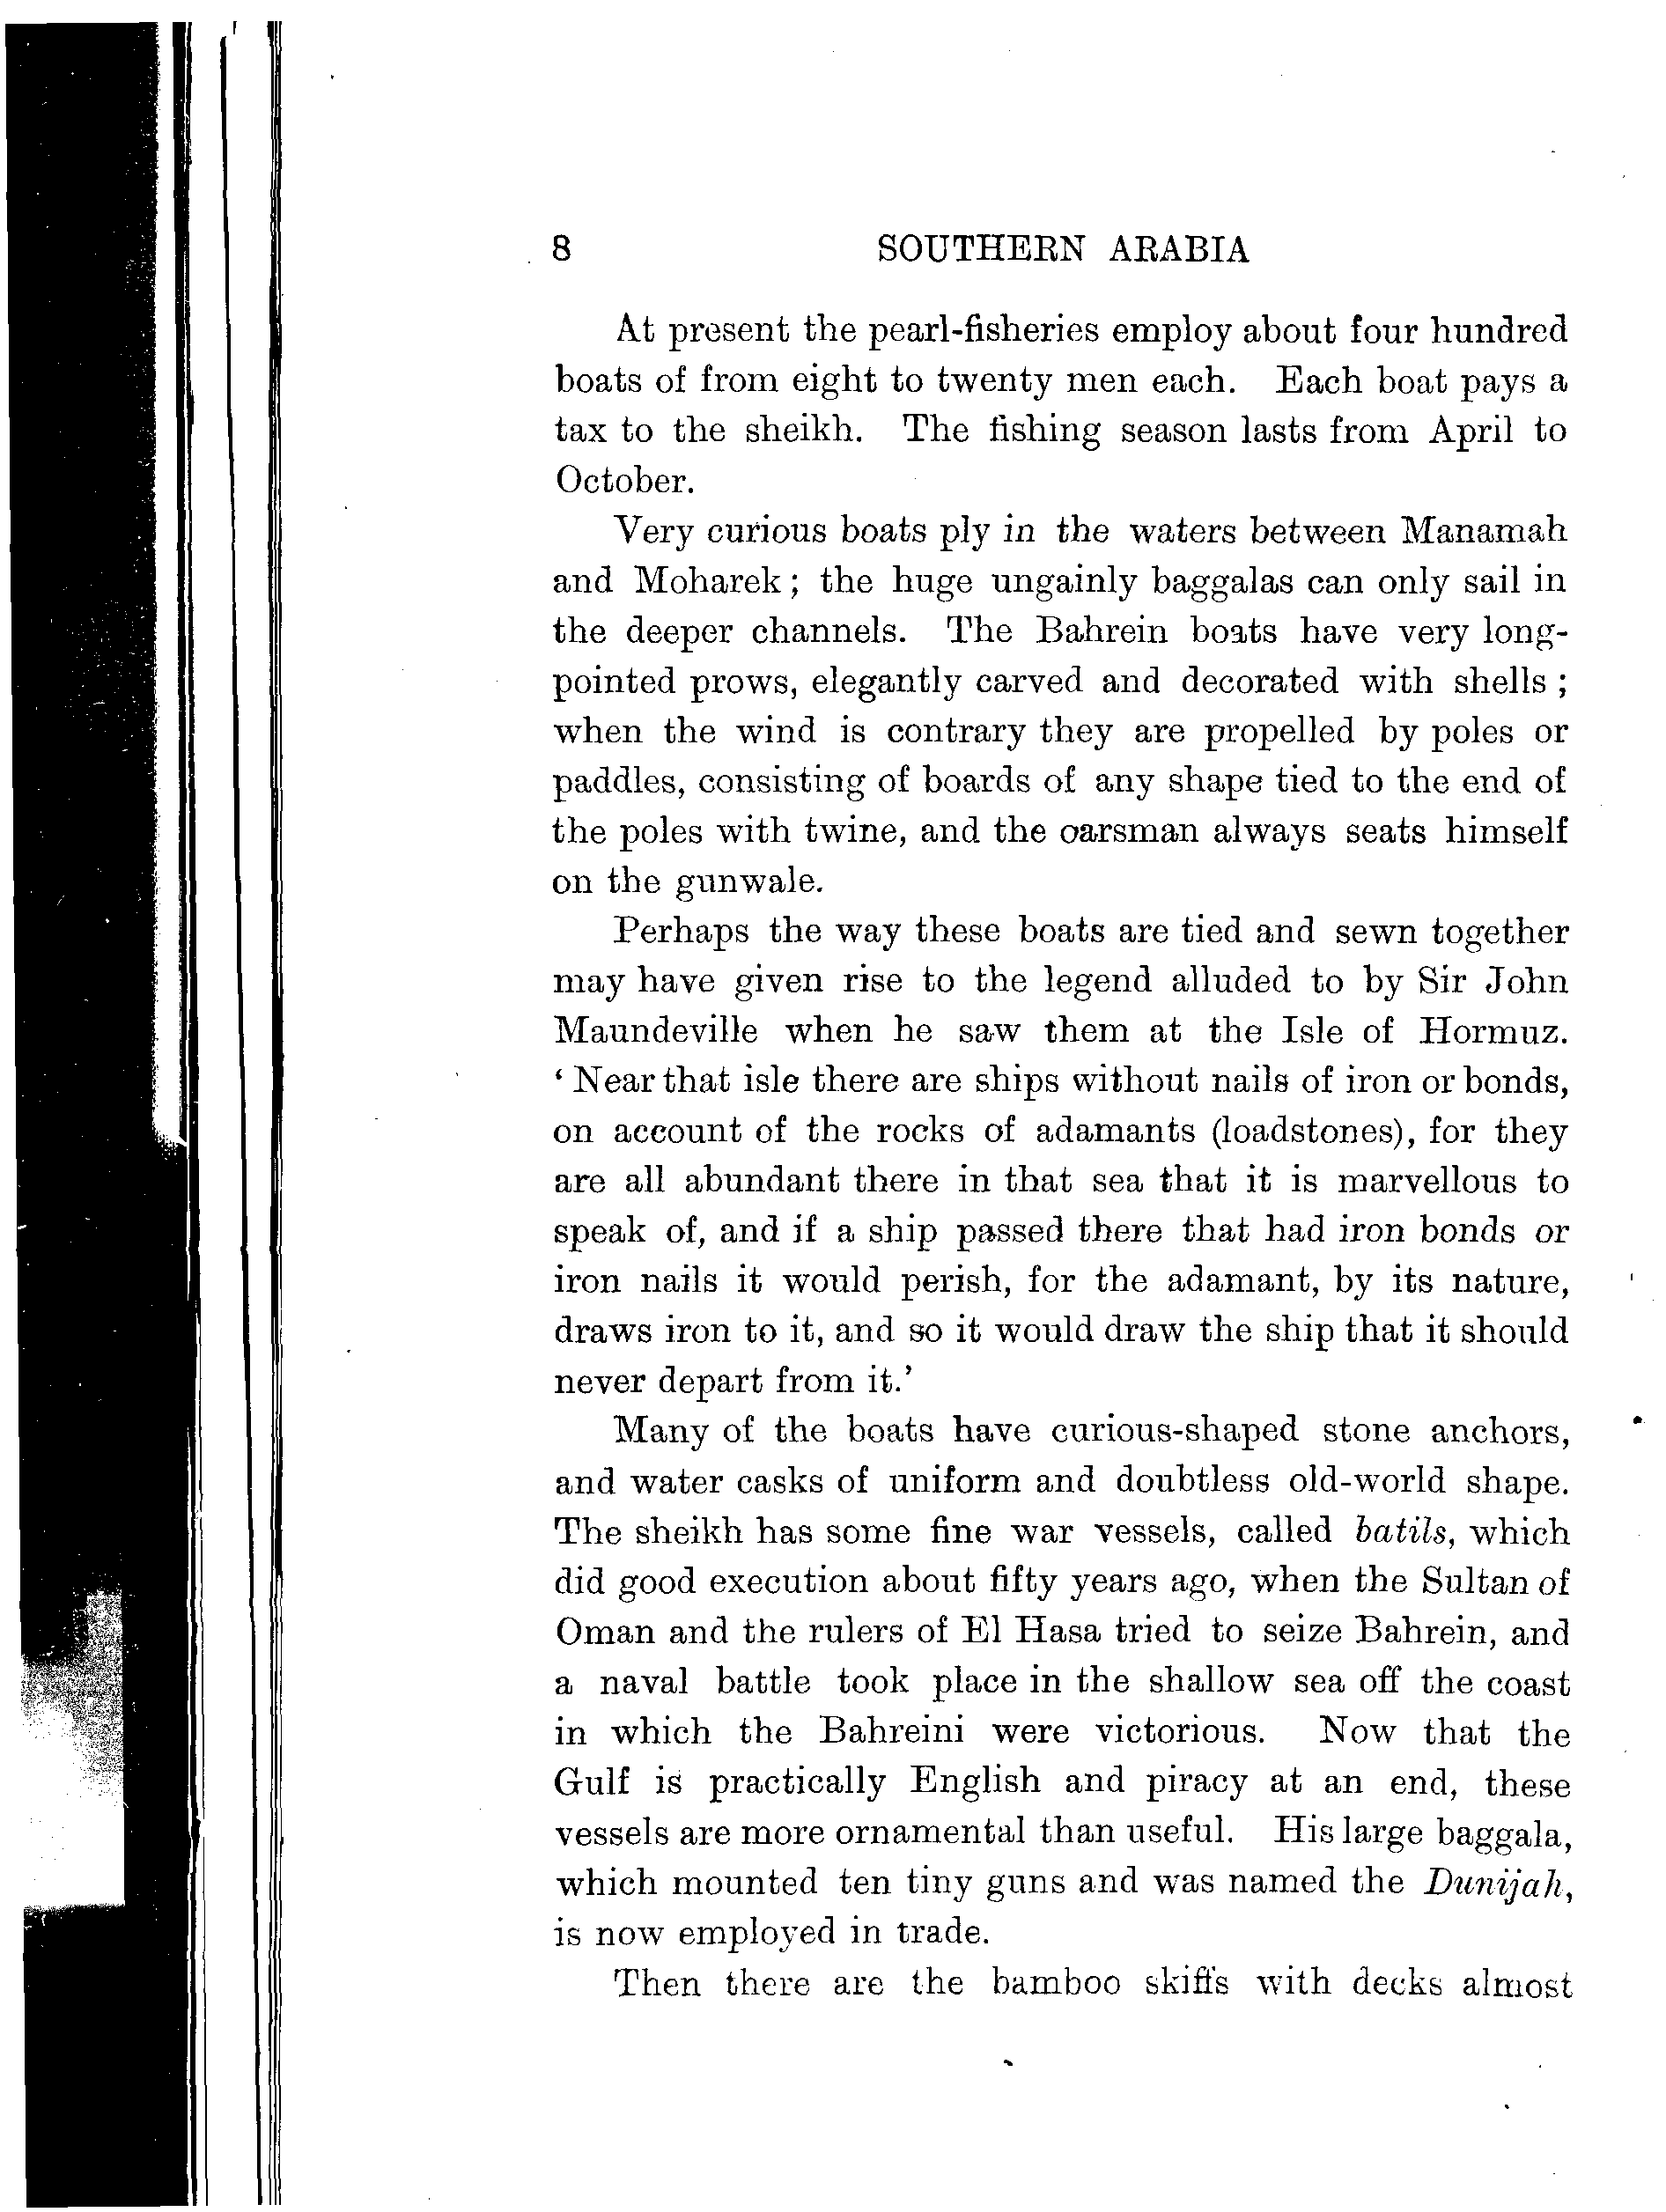 8 SOUTHERN ARABIA
At present the pearl-fisheries employ about four hundred
boats of from eight to twenty men each. Each boat pays a
tax to the sheikh. The fishing season lasts from April to
October.
Very curious boats ply in the waters between Manamah
and Moharek ; the huge ungainly baggalas can only sail in
the deeper channels. The Bahrein boats have very long-
pointed prows, elegantly carved and decorated with shells ;
when the wind is contrary they are propelled by poles or
paddles, consisting of boards of any shape tied to the end of
the poles with twine, and the oarsman always seats himself
on the gunwale.
Perhaps the way these boats are tied and sewn together
may have given rise to the legend alluded to by Sir John
Maundeville when he saw them at the Isle of Hormuz.
‘ Near that isle there are ships without nails of iron or bonds,
on account of the rocks of adamants (loadstones), for they
are all abundant there in that sea that it is marvellous to
speak of, and if a ship passed there that had iron bonds or
iron nails it would perish, for the adamant, by its nature,
draws iron to it, and so it would draw the ship that it should
never depart from it.’
Many of the boats have curious-shaped stone anchors,
and water casks of uniform and doubtless old-world shape.
The sheikh has some fine war vessels, called batils, which
did good execution about fifty years ago, when the Sultan of
Oman and the rulers of El Hasa tried to seize Bahrein, and
a naval battle took place in the shallow sea off the coast
in which the Bahreini were victorious. Now that the
Gulf is practically English and piracy at an end, these
vessels are more ornamental than useful. His large baggala,
which mounted ten tiny guns and was named the Dunijah,
is now employed in trade.
Then there are the bamboo skiffs with decks almost